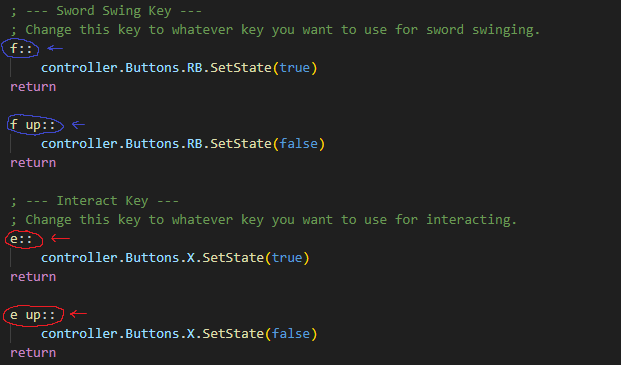 ; --- Sword Swing Key ---
; Change this key to whatever key you want to use for sword swinging.
f::
controller.Buttons.RB.SetState(true)
return
f up::
controller.Buttons.RB.SetState(false)
return
; --- Interact Key ---
; Change this key to whatever key you want to use for interacting.
e::
controller.Buttons.X.SetState(true)
return
e up::
controller.Buttons.X.SetState(false)
return